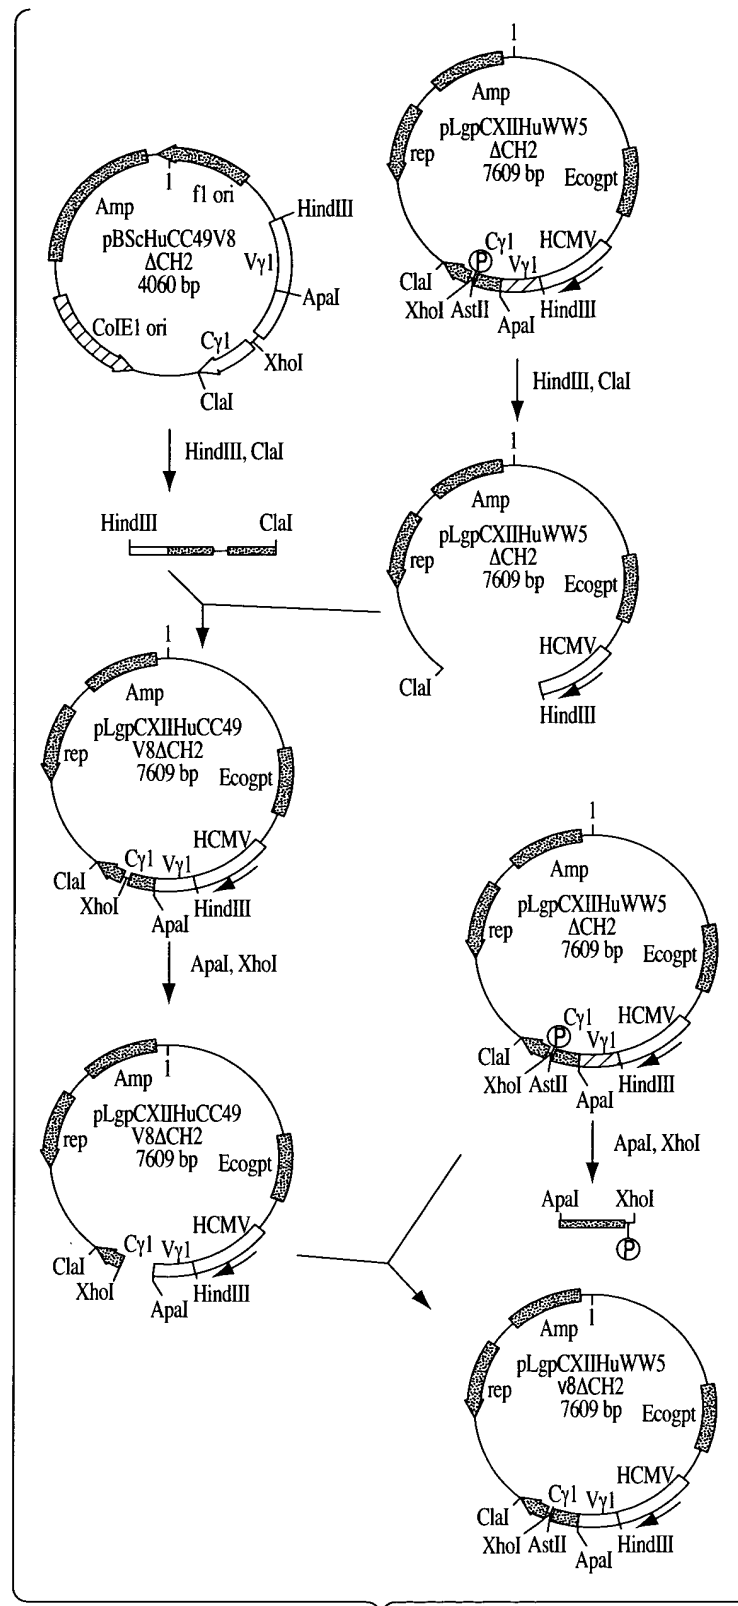 1
f1 ori
Amp
HindIII
pBScHuCC49V8
ΔCH2
4060 bp
Vγ1
ApaI
ColE1 ori
Cγ1
XhoI
ClaI
HindIII, ClaI
HindIII
ClaI
1
Amp
pLgpCXIIHuWW5
ΔCH2
7609 bp
rep
Ecogpt
HCMV
Cγ1
P
Vγ1
ClaI
XhoI
AstII
ApaI
HindIII
HindIII, ClaI
1
Amp
pLgpCXIIHuWW5
ΔCH2
7609 bp
rep
Ecogpt
HCMV
ClaI
HindIII
1
Amp
pLgpCXIIHuCC49
V8ΔCH2
7609 bp
rep
Ecogpt
HCMV
Cγ1
Vγ1
ClaI
XhoI
ApaI
HindIII
ApaI, XhoI
1
Amp
pLgpCXIIHuWW5
ΔCH2
7609 bp
rep
Ecogpt
HCMV
Cγ1
P
Vγ1
ClaI
XhoI
AstII
ApaI
HindIII
ApaI, XhoI
ApaI
XhoI
P
1
Amp
pLgpCXIIHuCC49
V8ΔCH2
7609 bp
rep
Ecogpt
HCMV
Cγ1
Vγ1
ClaI
XhoI
ApaI
HindIII
1
Amp
pLgpCXIIHuWW5
v8ΔCH2
7609 bp
rep
Ecogpt
HCMV
Cγ1
Vγ1
ClaI
XhoI
AstII
ApaI
HindIII